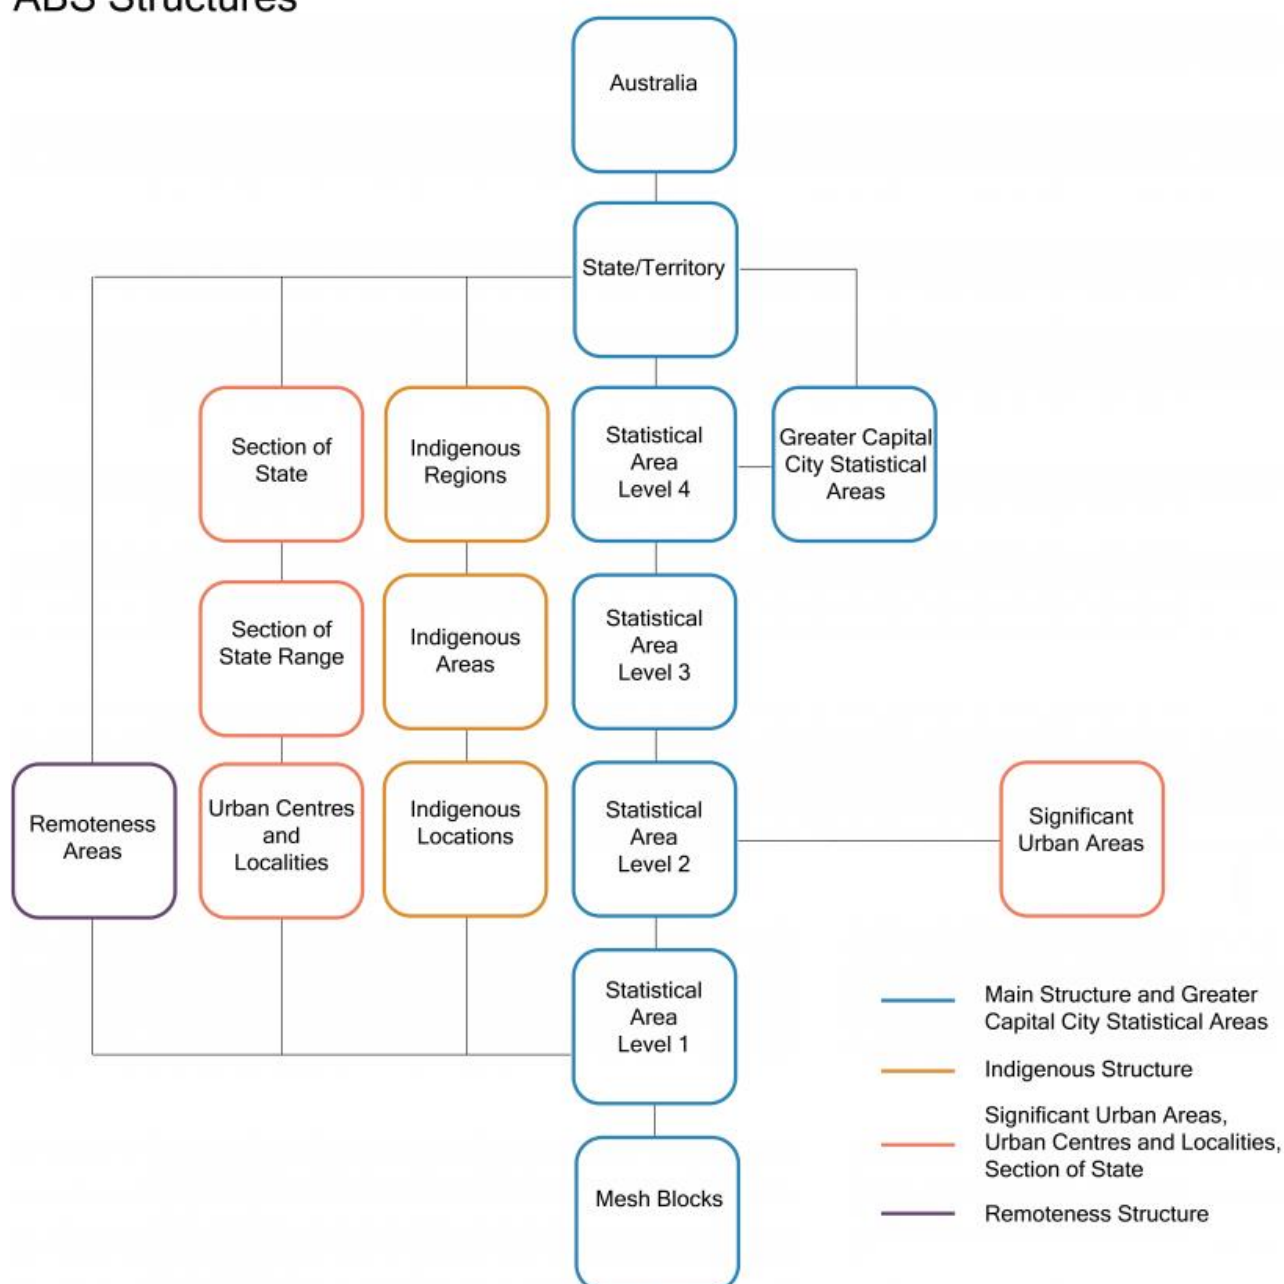 ABS Structures
Australia
State/Territory
Section of
State
Indigenous
Regions
Statistical
Area
Level 4
Greater Capital
City Statistical
Areas
Section of
State Range
Indigenous
Areas
Statistical
Area
Level 3
Remoteness
Areas
Urban Centres
and
Localities
Indigenous
Locations
Statistical
Area
Level 2
Significant
Urban Areas
Statistical
Area
Level 1
Mesh Blocks
Main Structure and Greater
Capital City Statistical Areas
Indigenous Structure
Significant Urban Areas,
Urban Centres and Localities,
Section of State
Remoteness Structure